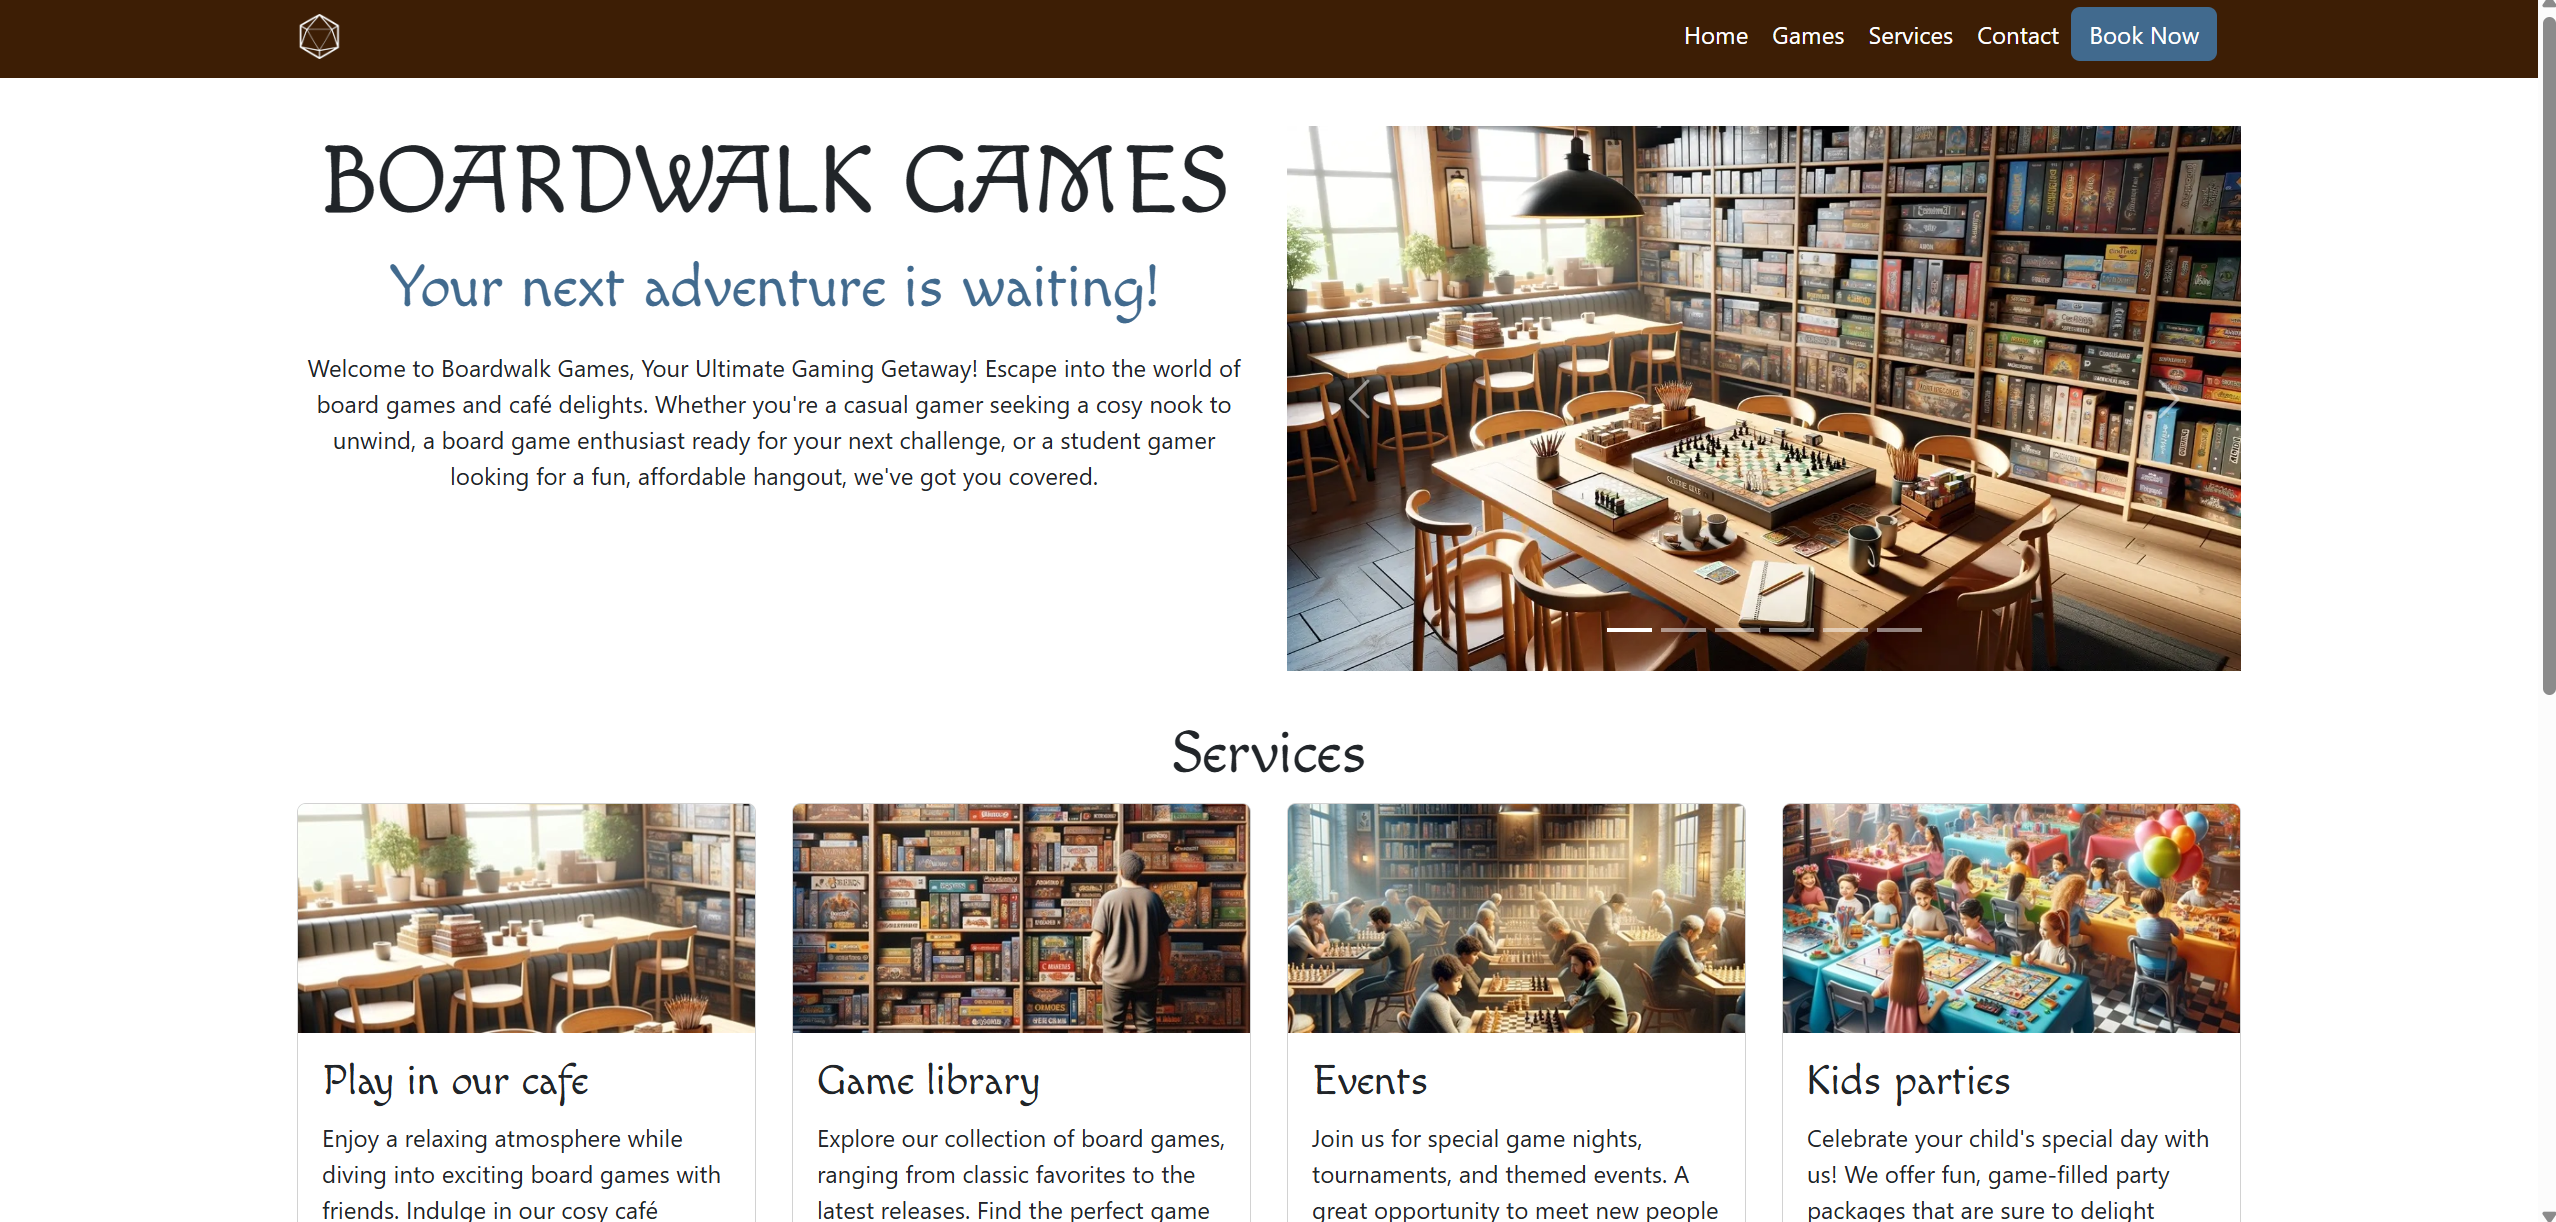 Home Games Services Contact Book Now
BOARDWALK GAMES
Your next adventure is waiting!
Welcome to Boardwalk Games, Your Ultimate Gaming Getaway! Escape into the world of
board games and café delights. Whether you're a casual gamer seeking a cosy nook to
unwind, a board game enthusiast ready for your next challenge, or a student gamer
looking for a fun, affordable hangout, we've got you covered.
Services
Play in our cafe
Enjoy a relaxing atmosphere while
diving into exciting board games with
friends. Indulge in our cosy café
Game library
Explore our collection of board games,
ranging from classic favorites to the
latest releases. Find the perfect game
Events
Join us for special game nights,
tournaments, and themed events. A
great opportunity to meet new people
Kids parties
Celebrate your child's special day with
us! We offer fun, game-filled party
packages that are sure to delight